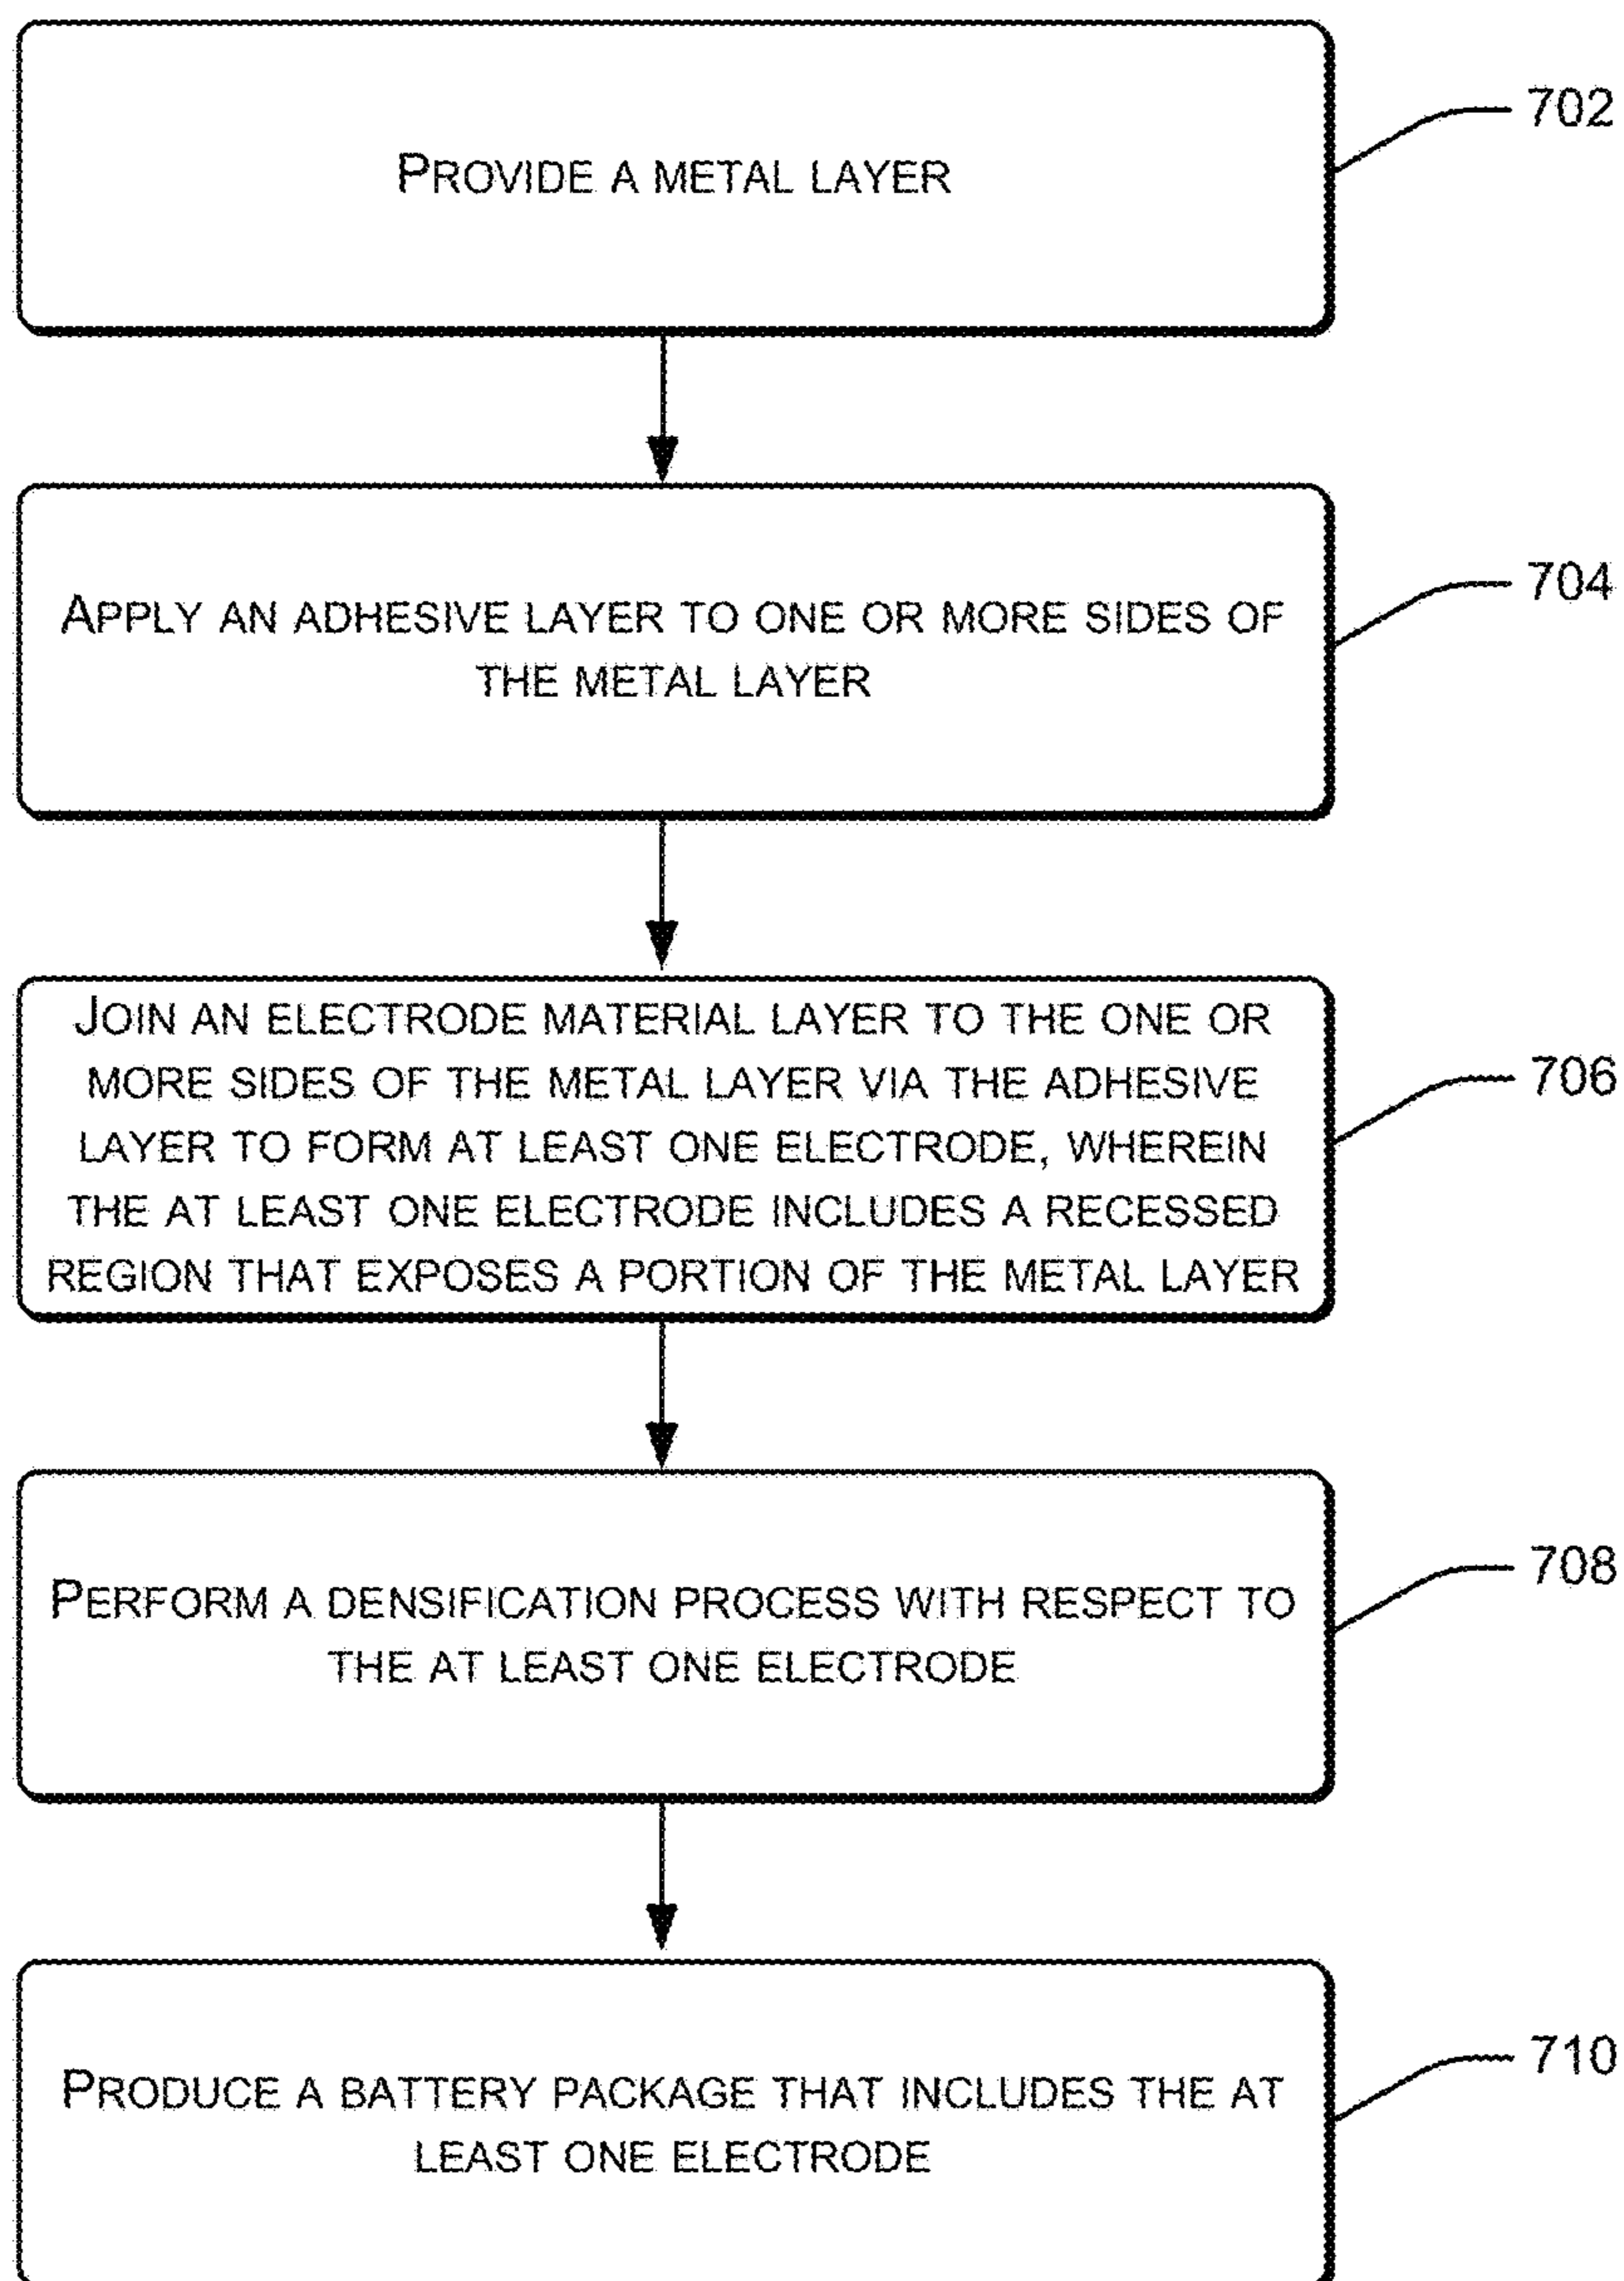 PROVIDE A METAL LAYER
702
APPLY AN ADHESIVE LAYER TO ONE OR MORE SIDES OF
THE METAL LAYER
704
JOIN AN ELECTRODE MATERIAL LAYER TO THE ONE OR
MORE SIDES OF THE METAL LAYER VIA THE ADHESIVE
LAYER TO FORM AT LEAST ONE ELECTRODE, WHEREIN
THE AT LEAST ONE ELECTRODE INCLUDES A RECESSED
REGION THAT EXPOSES A PORTION OF THE METAL LAYER
706
PERFORM A DENSIFICATION PROCESS WITH RESPECT TO
THE AT LEAST ONE ELECTRODE
708
PRODUCE A BATTERY PACKAGE THAT INCLUDES THE AT
LEAST ONE ELECTRODE
710